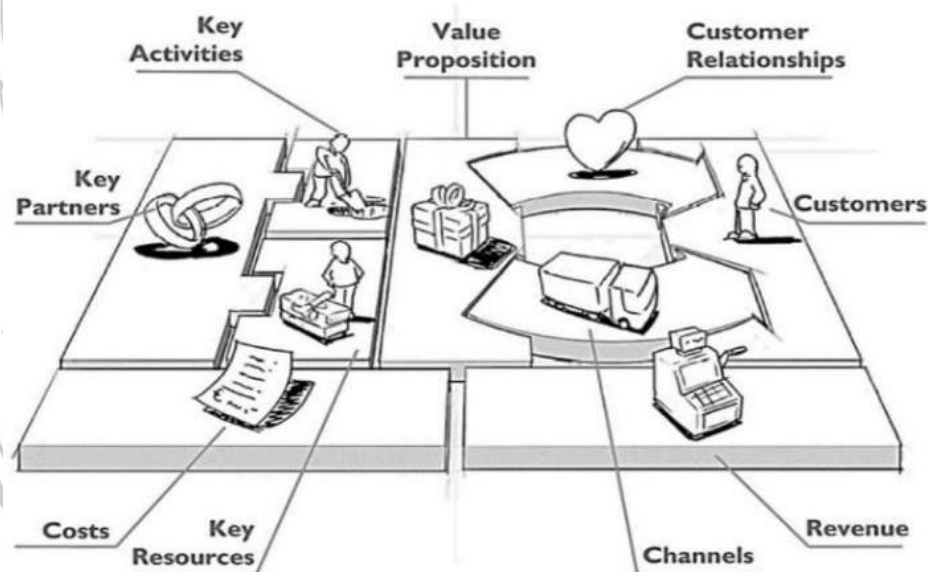 Key
Activities
Value
Proposition
Customer
Relationships
Key
Partners
Customers
Costs
Key
Resources
Channels
Revenue